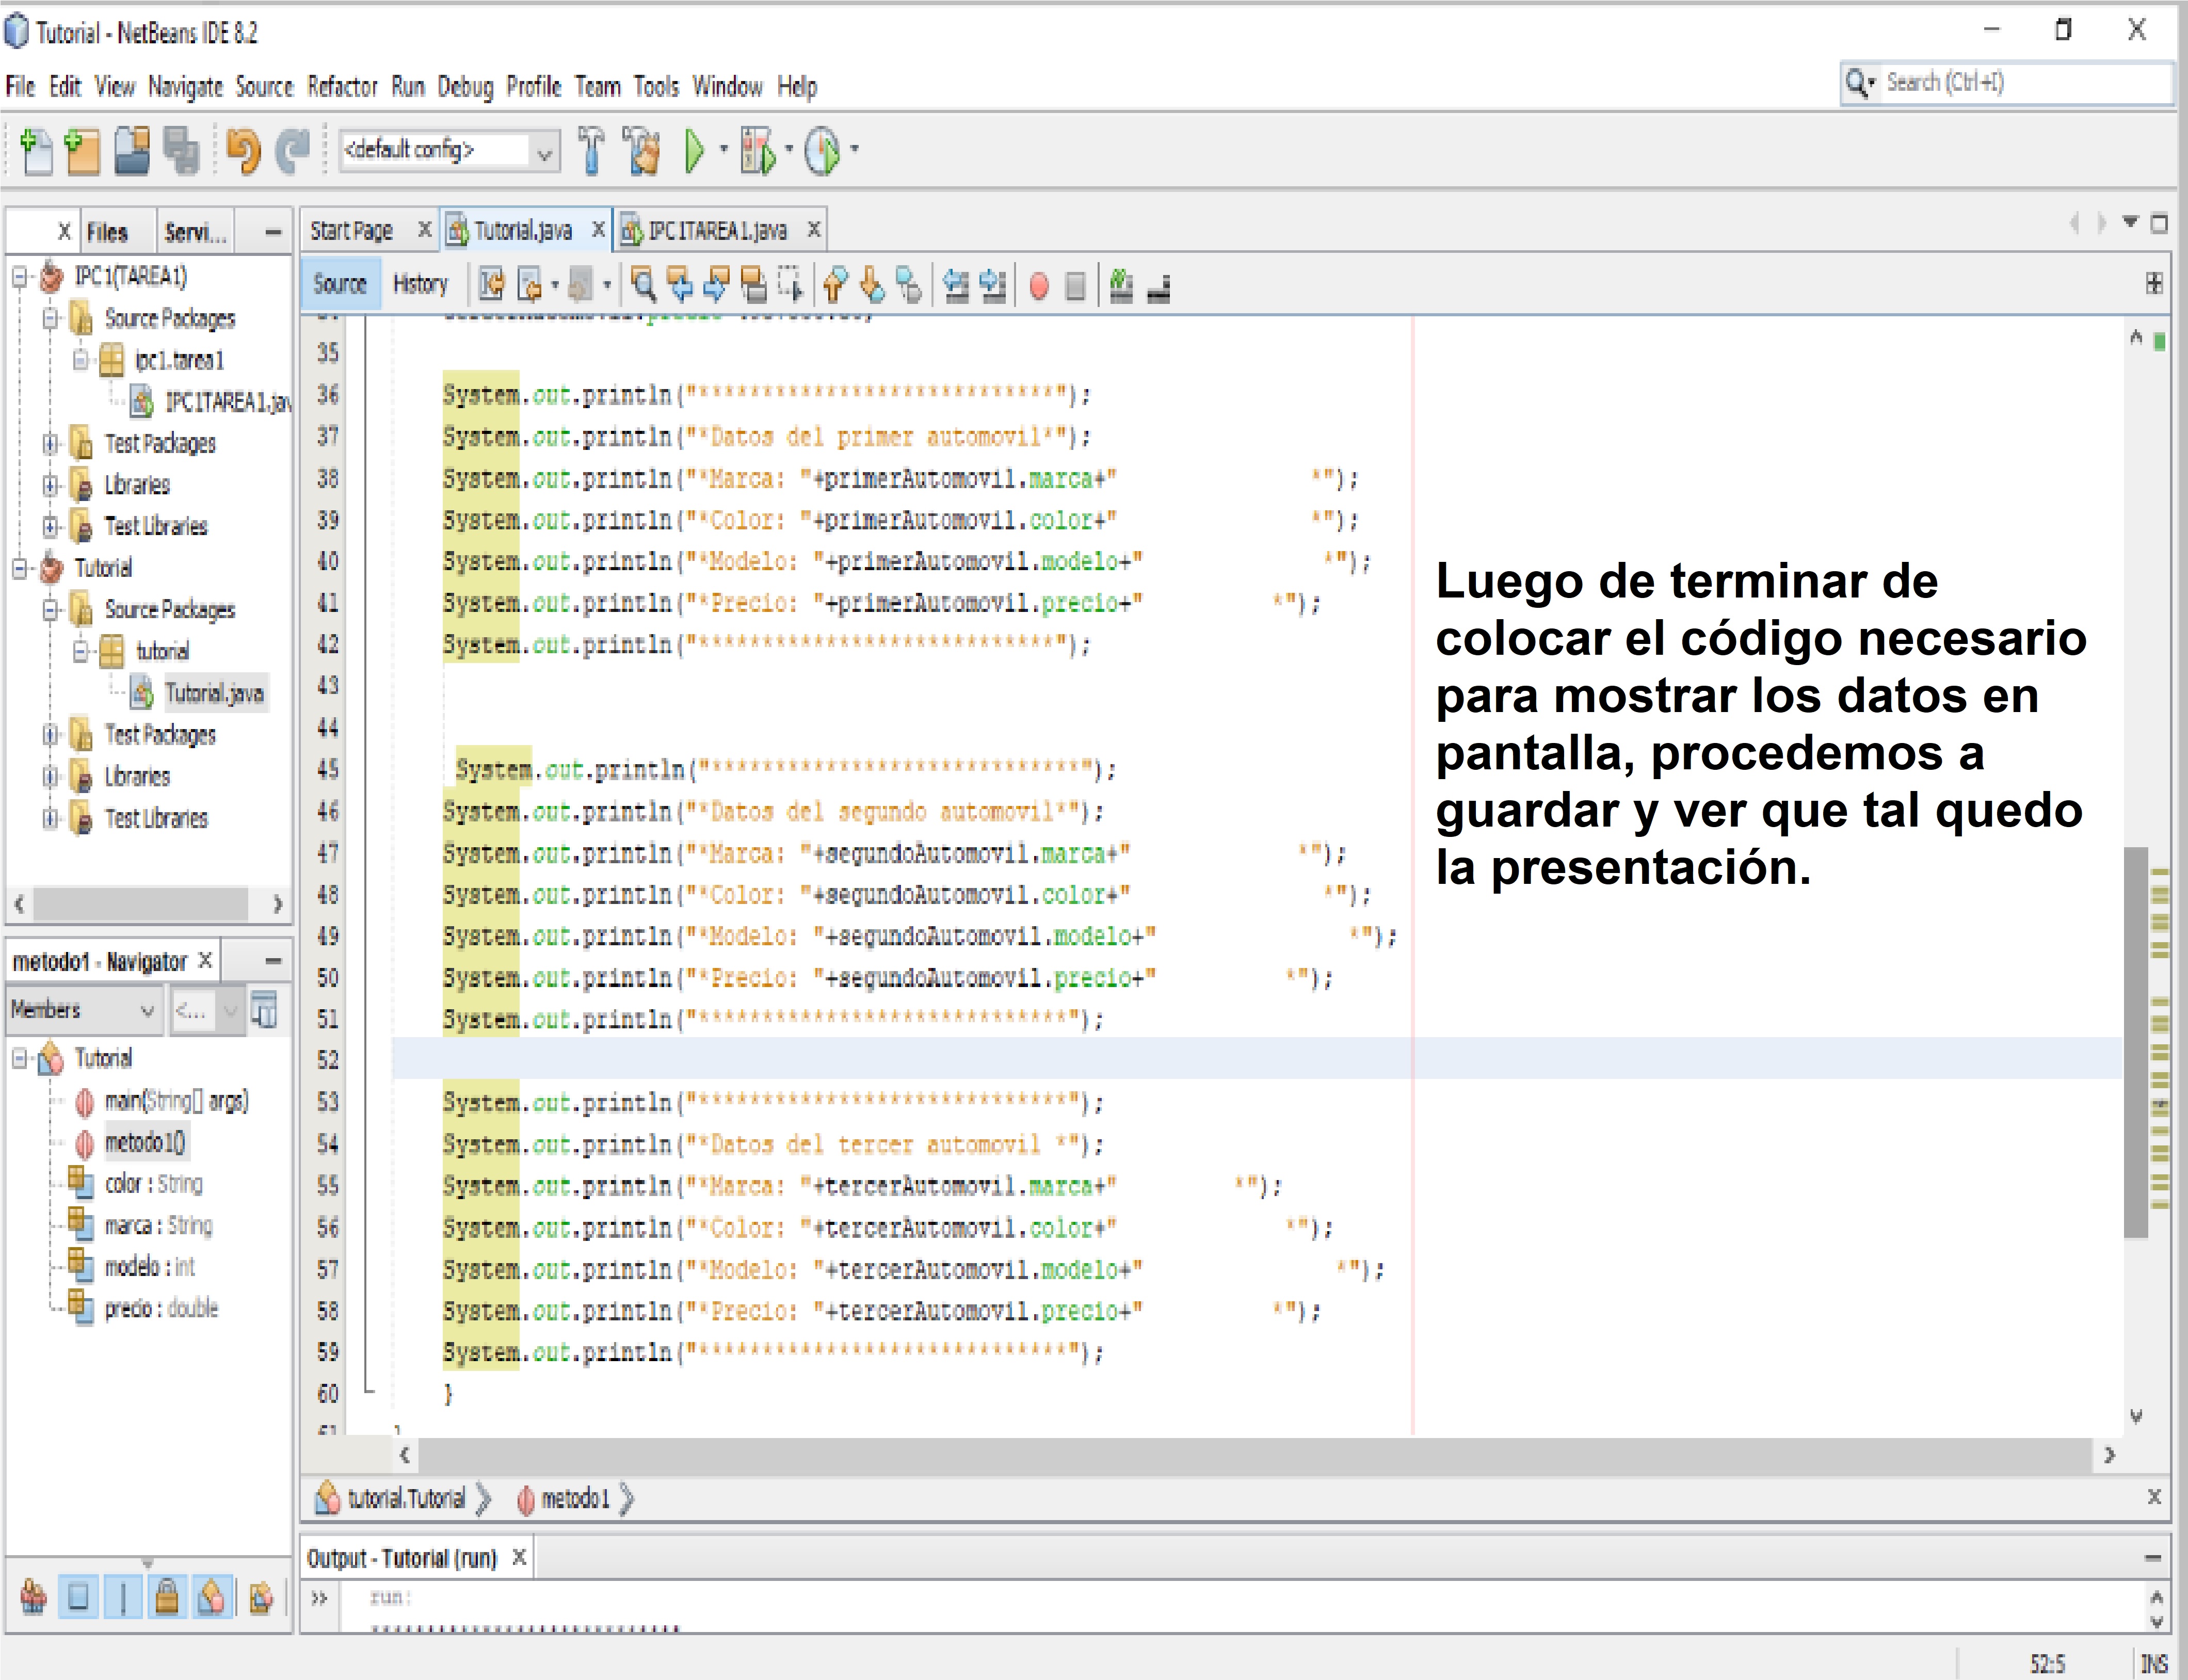 Tutorial - NetBeans IDE 8.2
File Edit View Navigate Source Refactor Run Debug Profile Team Tools Window Help
Search (Ctrl+I)
<default config>
Files Servi...
Start Page Tutorial.java IPC1TAREA1.java
Source History
IPC1(TAREA1)
Source Packages
ipc1.tarea1
IPC1TAREA1.jav
Test Packages
Libraries
Test Libraries
Tutorial
Source Packages
tutorial
Tutorial.java
Test Packages
Libraries
Test Libraries
metodo1 - Navigator
Members <...
Tutorial
main(String[] args)
metodo1()
color : String
marca : String
modelo : int
precio : double
35
36 System.out.println("****************************");
37 System.out.println("*Datos del primer automovil*");
38 System.out.println("*Marca: "+primerAutomovil.marca+"               *");
39 System.out.println("*Color: "+primerAutomovil.color+"               *");
40 System.out.println("*Modelo: "+primerAutomovil.modelo+"              *");
41 System.out.println("*Precio: "+primerAutomovil.precio+"          *");
42 System.out.println("****************************");
43
44
45 System.out.println("*****************************");
46 System.out.println("*Datos del segundo automovil*");
47 System.out.println("*Marca: "+segundoAutomovil.marca+"             *");
48 System.out.println("*Color: "+segundoAutomovil.color+"               *");
49 System.out.println("*Modelo: "+segundoAutomovil.modelo+"               *");
50 System.out.println("*Precio: "+segundoAutomovil.precio+"          *");
51 System.out.println("*****************************");
52
53 System.out.println("*****************************");
54 System.out.println("*Datos del tercer automovil *");
55 System.out.println("*Marca: "+tercerAutomovil.marca+"         *");
56 System.out.println("*Color: "+tercerAutomovil.color+"             *");
57 System.out.println("*Modelo: "+tercerAutomovil.modelo+"               *");
58 System.out.println("*Precio: "+tercerAutomovil.precio+"          *");
59 System.out.println("*****************************");
60 }
Luego de terminar de
colocar el código necesario
para mostrar los datos en
pantalla, procedemos a
guardar y ver que tal quedo
la presentación.
tutorial.Tutorial metodo1
Output - Tutorial (run)
run:
****************************
52:5 INS